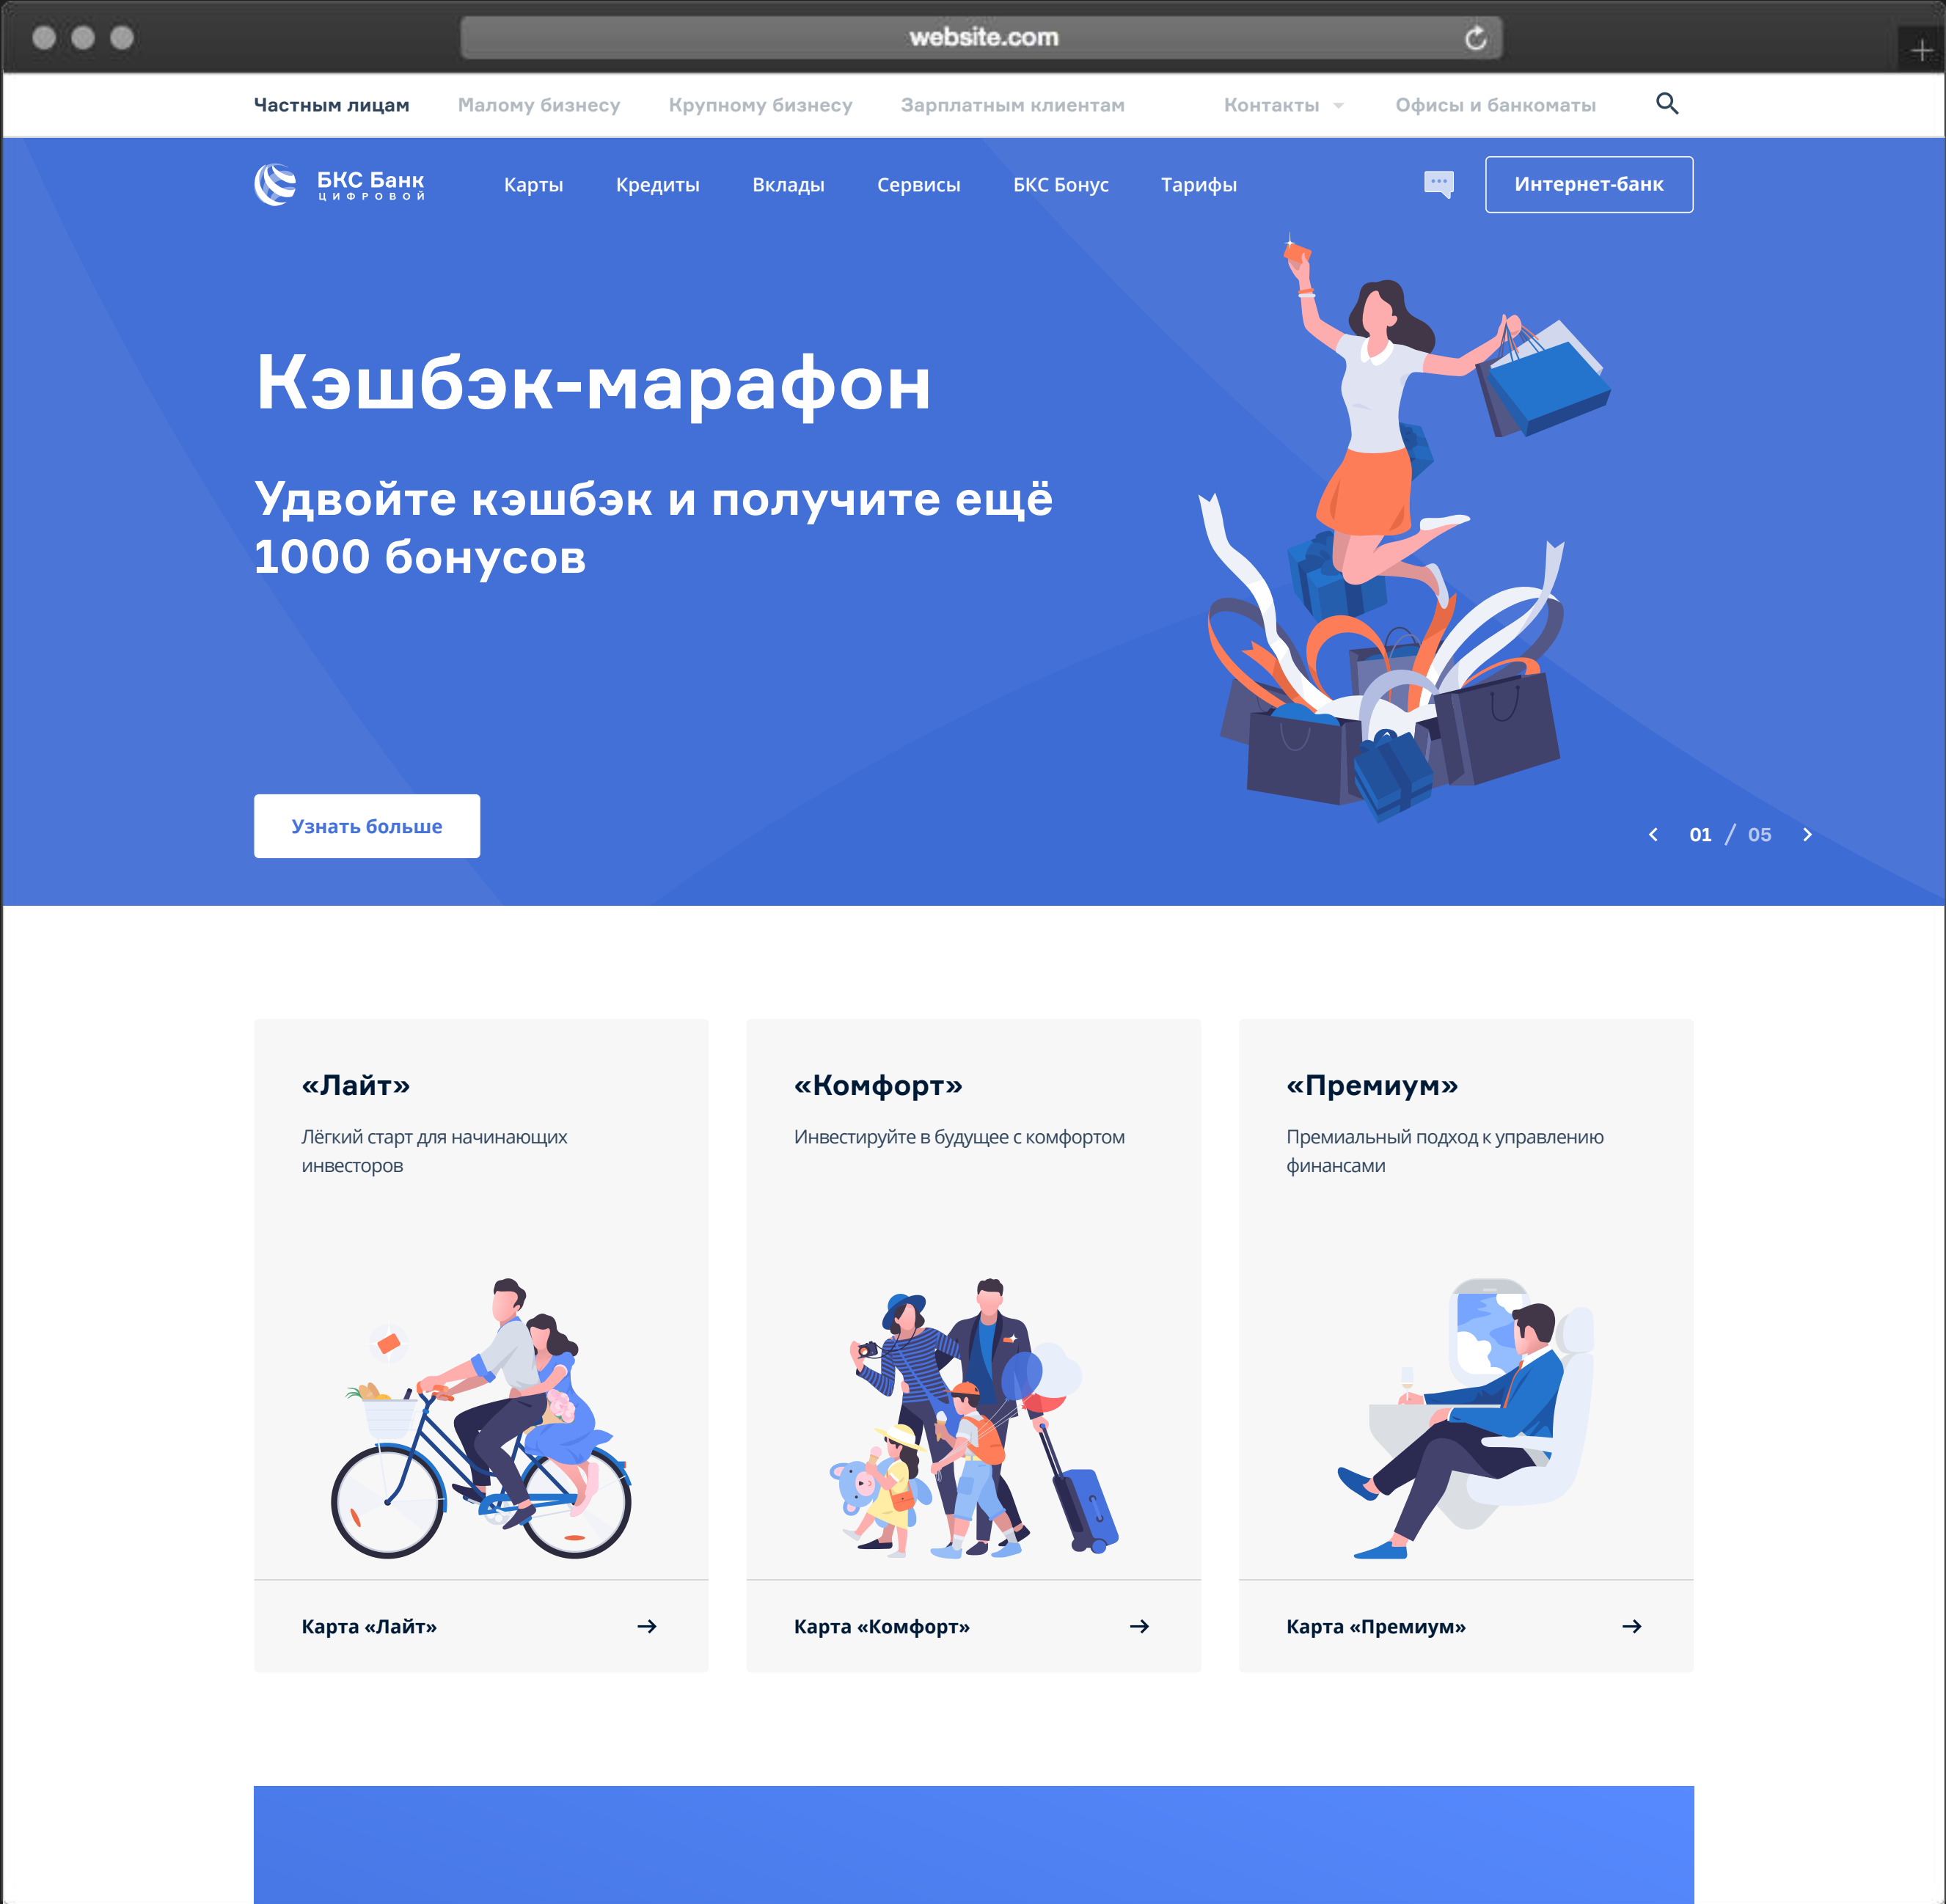 website.com
Частным лицам
Малому бизнесу
Крупному бизнесу
Зарплатным клиентам
Контакты
Офисы и банкоматы
БКС Банк
ЦИФРОВОЙ
Карты
Кредиты
Вклады
Сервисы
БКС Бонус
Тарифы
Интернет-банк
Кэшбэк-марафон
Удвойте кэшбэк и получите ещё
1000 бонусов
Узнать больше
01 / 05
«Лайт»
Лёгкий старт для начинающих
инвесторов
Карта «Лайт»
«Комфорт»
Инвестируйте в будущее с комфортом
Карта «Комфорт»
«Премиум»
Премиальный подход к управлению
финансами
Карта «Премиум»